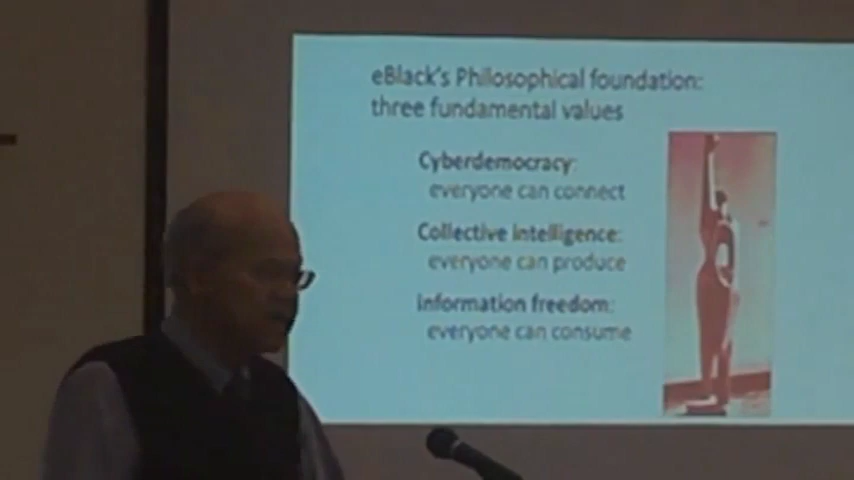 eBlack's Philosophical foundation:
three fundamental values
Cyberdemocracy:
everyone can connect
Collective intelligence:
everyone can produce
Information freedom:
everyone can consume